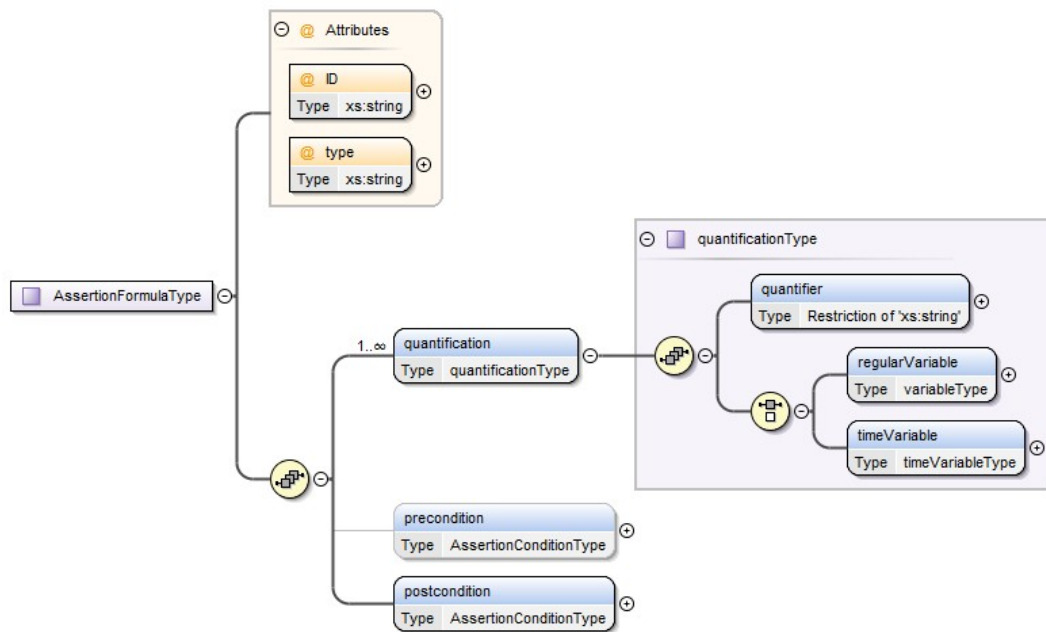 @ Attributes
@ ID
Type xs:string
@ type
Type xs:string
AssertionFormulaType
1..∞
quantification
Type quantificationType
quantificationType
quantifier
Type Restriction of 'xs:string'
regularVariable
Type variableType
timeVariable
Type timeVariableType
precondition
Type AssertionConditionType
postcondition
Type AssertionConditionType